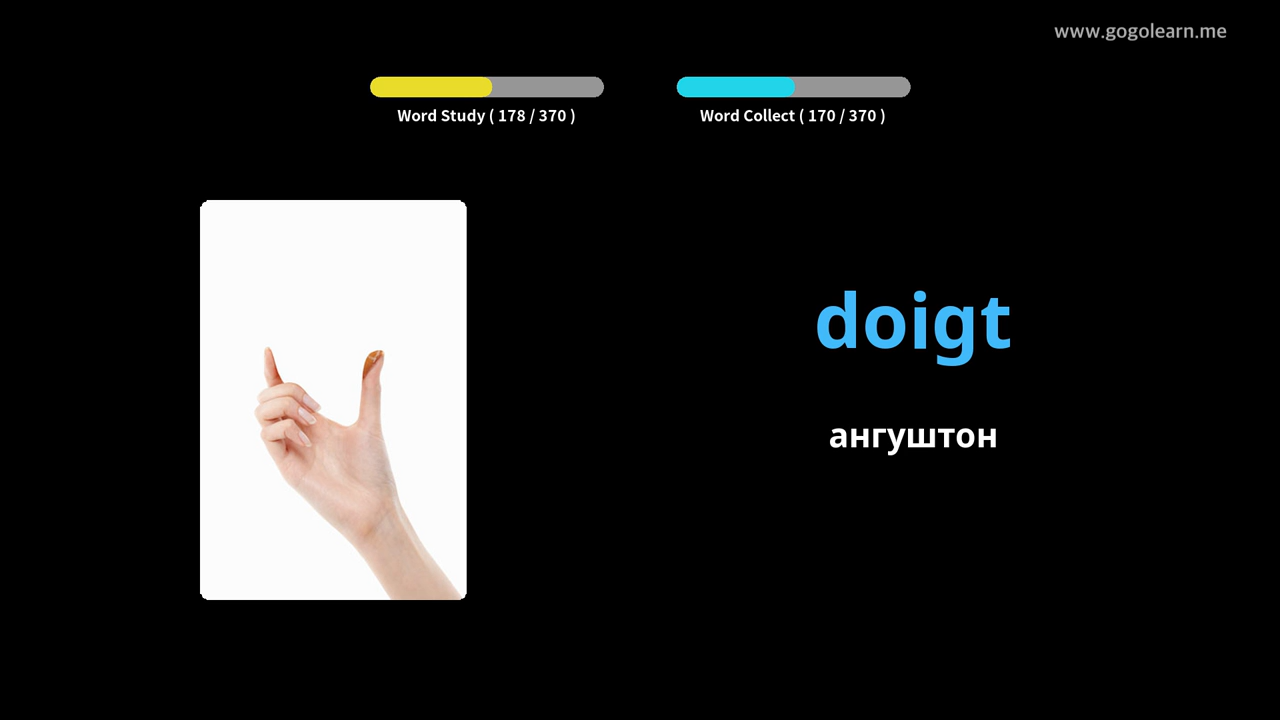 www.gogolearn.me
Word Study ( 178 / 370 )
Word Collect ( 170 / 370 )
doigt
ангуштон